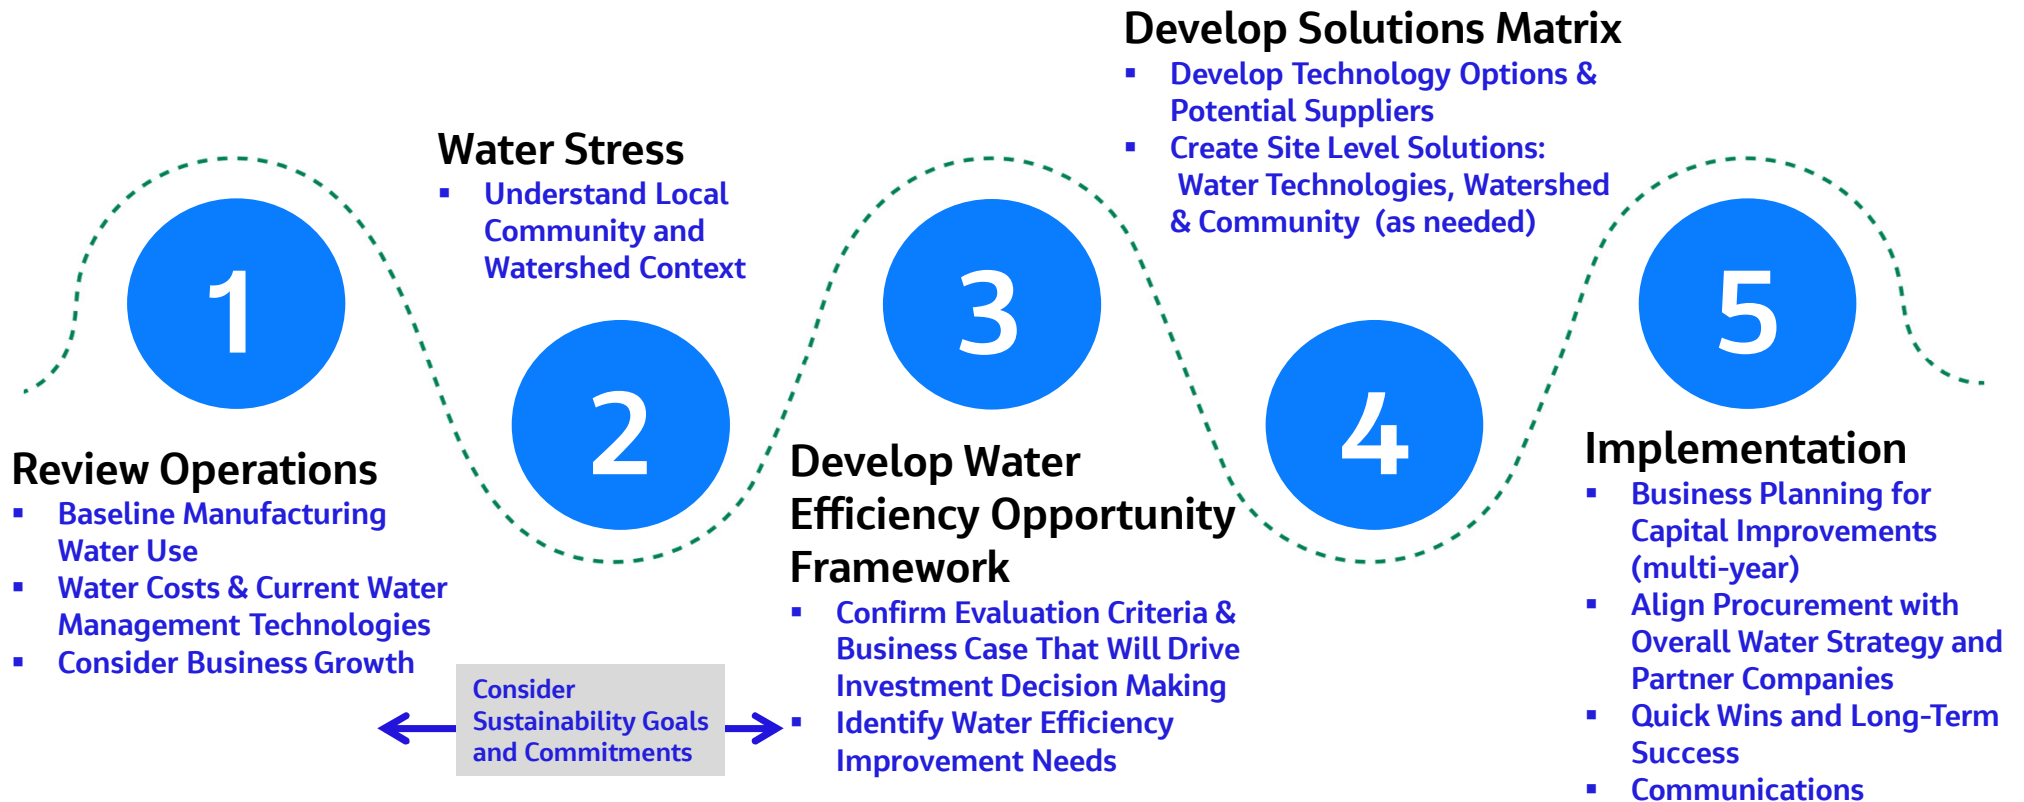 1
Review Operations
▪ Baseline Manufacturing
Water Use
▪ Water Costs & Current Water
Management Technologies
▪ Consider Business Growth
Water Stress
▪ Understand Local
Community and
Watershed Context
2
Consider
Sustainability Goals
and Commitments
3
Develop Water
Efficiency Opportunity
Framework
▪ Confirm Evaluation Criteria &
Business Case That Will Drive
Investment Decision Making
▪ Identify Water Efficiency
Improvement Needs
Develop Solutions Matrix
▪ Develop Technology Options &
Potential Suppliers
▪ Create Site Level Solutions:
Water Technologies, Watershed
& Community (as needed)
4
5
Implementation
▪ Business Planning for
Capital Improvements
(multi-year)
▪ Align Procurement with
Overall Water Strategy and
Partner Companies
▪ Quick Wins and Long-Term
Success
▪ Communications